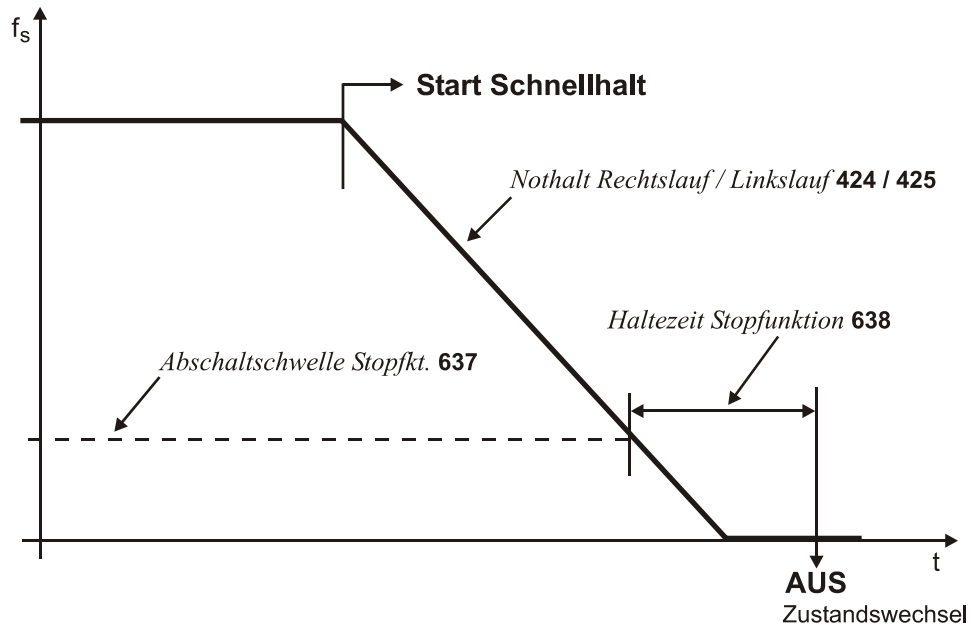 fs
Start Schnellhalt
Nothalt Rechtslauf / Linkslauf 424 / 425
Haltezeit Stopfunktion 638
Abschaltschwelle Stopfkt. 637
t
AUS
Zustandswechsel